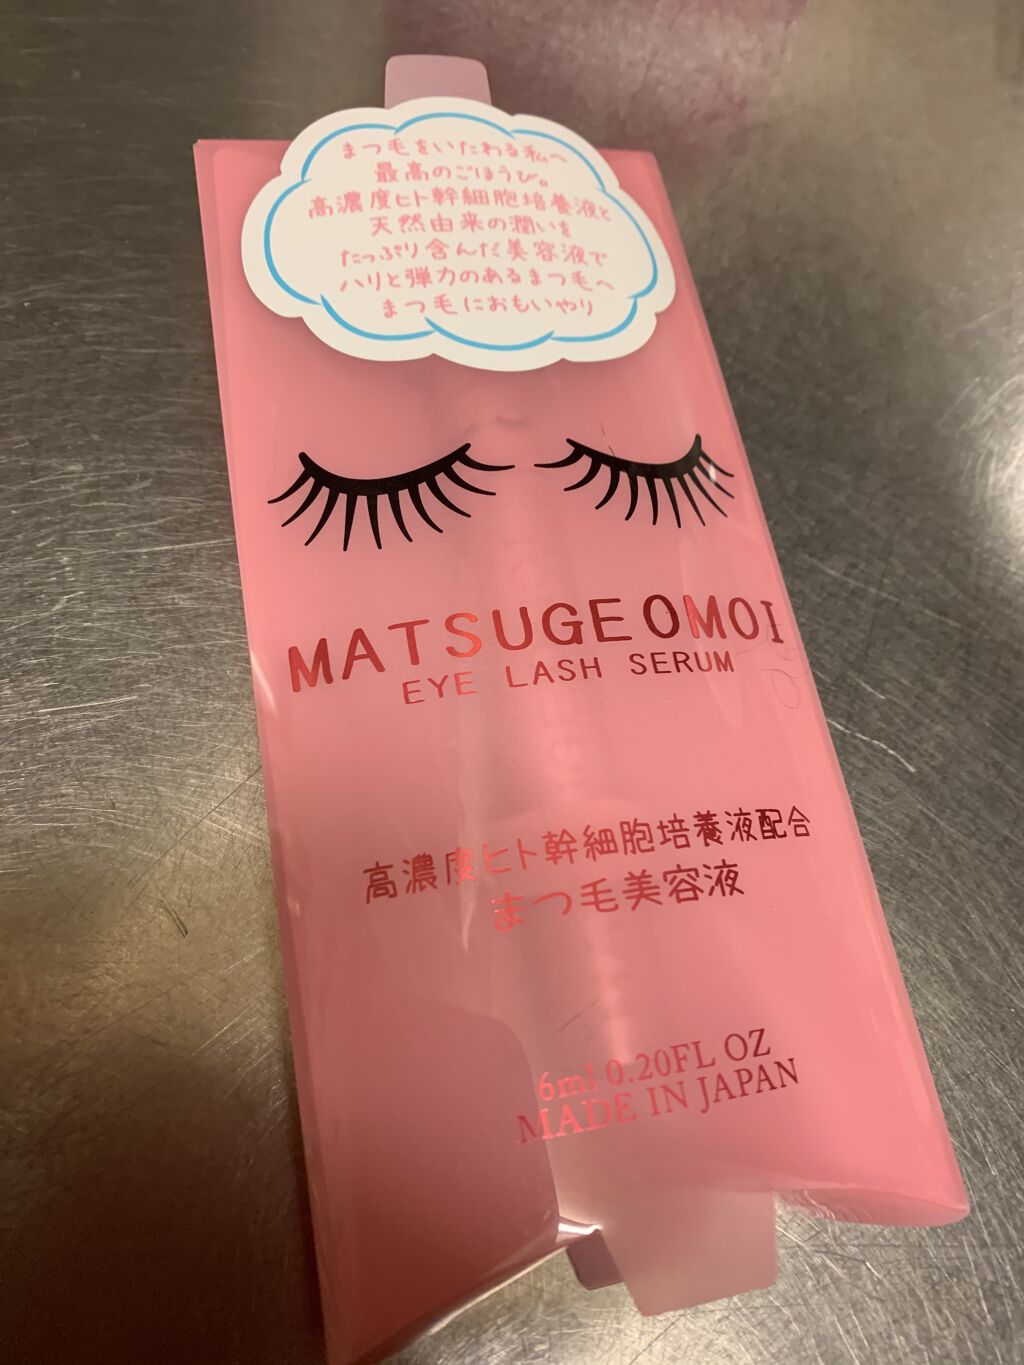 まつ毛をいたわる私へ
最高のごほうび。
高濃度ヒト幹細胞培養液と
天然由来の潤いを
たっぷり含んだ美容液で
ハリと弾力のあるまつ毛へ
まつ毛におもいやり
MATSUGEOMOI
EYE LASH SERUM
高濃度ヒト幹細胞培養液配合
まつ毛美容液
6ml 0.20FL OZ
MADE IN JAPAN